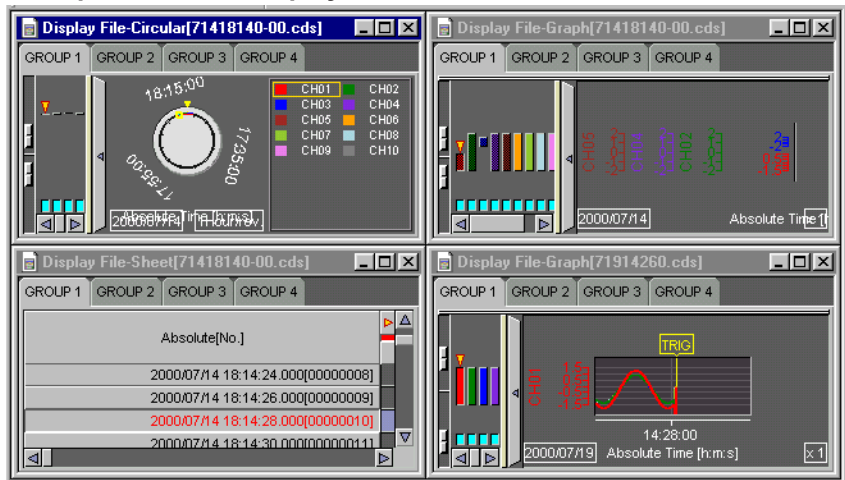 Display File-Circular[71418140-00.cds]
GROUP 1 GROUP 2 GROUP 3 GROUP 4
18:15:00
17:35:00
17:55:00
CH01 CH02
CH03 CH04
CH05 CH06
CH07 CH08
CH09 CH10
Absolute Time [h:m:s]
2000/07/14 1hour/rev.
Display File-Graph[71418140-00.cds]
GROUP 1 GROUP 2 GROUP 3 GROUP 4
CH02
2000/07/14 Absolute Time [h
Display File-Sheet[71418140-00.cds]
GROUP 1 GROUP 2 GROUP 3 GROUP 4
Absolute[No.]
2000/07/14 18:14:24.000[00000008]
2000/07/14 18:14:26.000[00000009]
2000/07/14 18:14:28.000[00000010]
2000/07/14 18:14:30.000[00000011]
Display File-Graph[71914260.cds]
GROUP 1 GROUP 2 GROUP 3 GROUP 4
TRIG
CH01
14:28:00
2000/07/19 Absolute Time [h:m:s] x 1